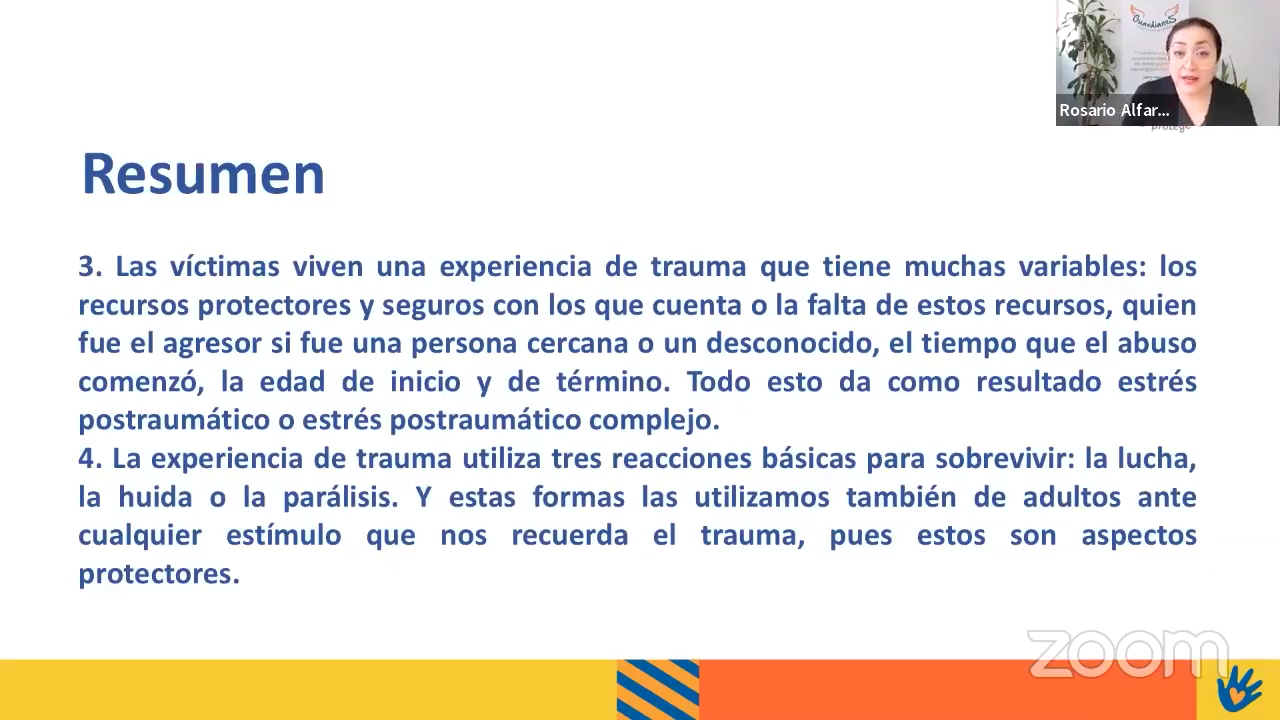 Guardianes
Rosario Alfar...
protege
Resumen
3. Las víctimas viven una experiencia de trauma que tiene muchas variables: los
recursos protectores y seguros con los que cuenta o la falta de estos recursos, quien
fue el agresor si fue una persona cercana o un desconocido, el tiempo que el abuso
comenzó, la edad de inicio y de término. Todo esto da como resultado estrés
postraumático o estrés postraumático complejo.
4. La experiencia de trauma utiliza tres reacciones básicas para sobrevivir: la lucha,
la huida o la parálisis. Y estas formas las utilizamos también de adultos ante
cualquier estímulo que nos recuerda el trauma, pues estos son aspectos
protectores.
zoom